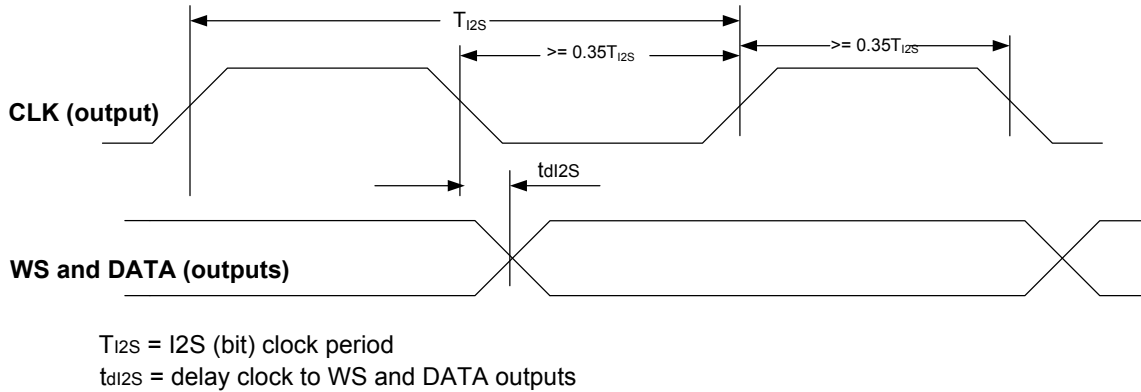 TI2S
>= 0.35TI2S
>= 0.35TI2S
CLK (output)
tdI2S
WS and DATA (outputs)
TI2S = I2S (bit) clock period
tdI2S = delay clock to WS and DATA outputs